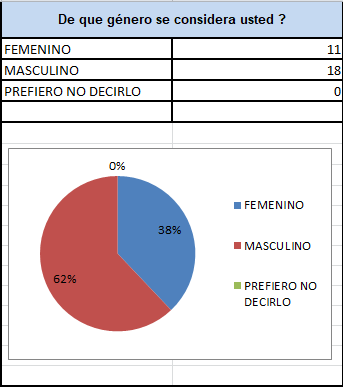 De que género se considera usted ?
FEMENINO 11
MASCULINO 18
PREFIERO NO DECIRLO 0
0%
38%
62%
FEMENINO
MASCULINO
PREFIERO NO
DECIRLO